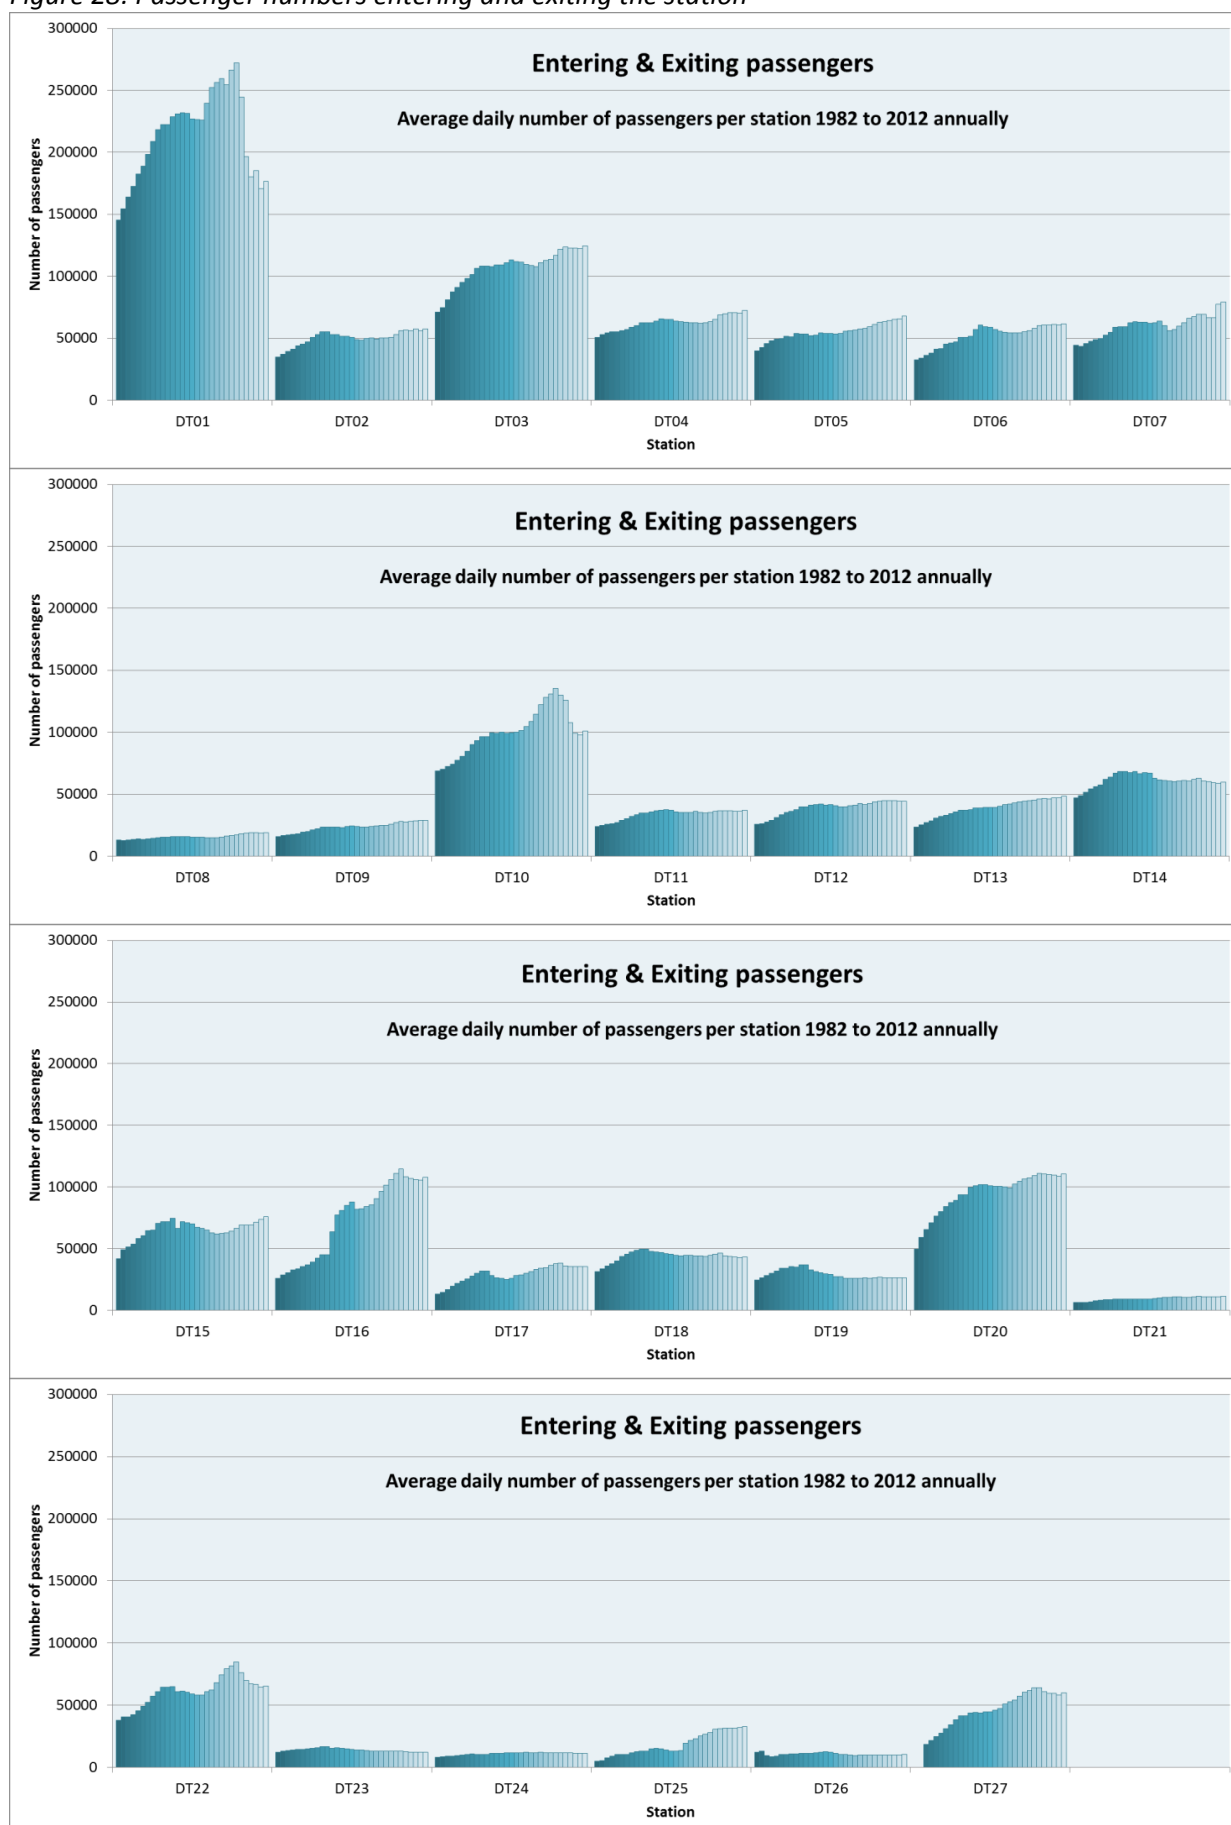 Figure 28: Passenger numbers entering and exiting the station
300000
250000
200000
150000
100000
50000
0
Number of passengers
Entering & Exiting passengers
Average daily number of passengers per station 1982 to 2012 annually
DT01 DT02 DT03 DT04 DT05 DT06 DT07
Station
300000
250000
200000
150000
100000
50000
0
Number of passengers
Entering & Exiting passengers
Average daily number of passengers per station 1982 to 2012 annually
DT08 DT09 DT10 DT11 DT12 DT13 DT14
Station
300000
250000
200000
150000
100000
50000
0
Number of passengers
Entering & Exiting passengers
Average daily number of passengers per station 1982 to 2012 annually
DT15 DT16 DT17 DT18 DT19 DT20 DT21
Station
300000
250000
200000
150000
100000
50000
0
Number of passengers
Entering & Exiting passengers
Average daily number of passengers per station 1982 to 2012 annually
DT22 DT23 DT24 DT25 DT26 DT27
Station